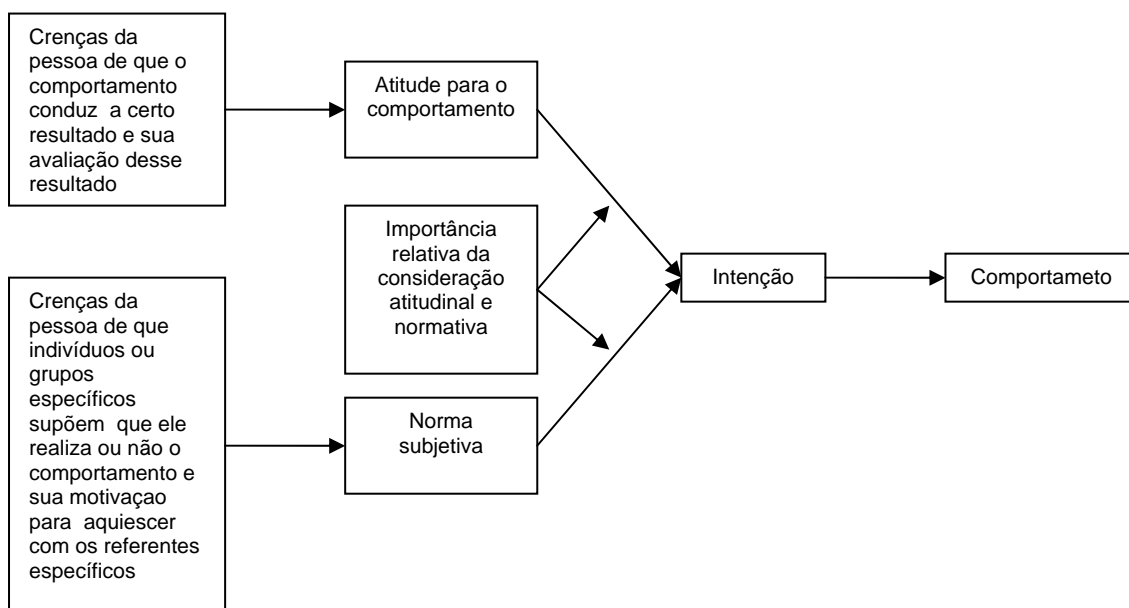 Crenças da
pessoa de que o
comportamento
conduz a certo
resultado e sua
avaliação desse
resultado
Atitude para o
comportamento
Importância
relativa da
consideração
atitudinal e
normativa
Intenção
Comportameto
Crenças da
pessoa de que
indivíduos ou
grupos
específicos
supõem que ele
realiza ou não o
comportamento e
sua motivaçao
para aquiescer
com os referentes
específicos
Norma
subjetiva